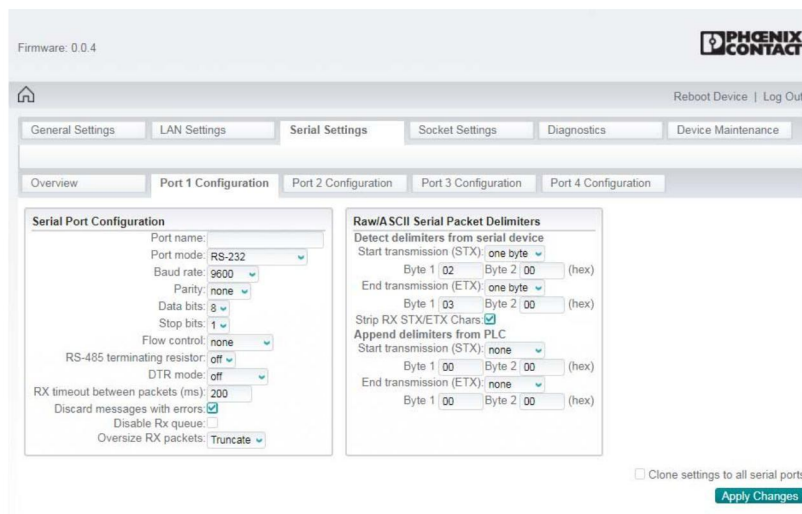 Firmware: 0.0.4
PHŒNIX
CONTACT
Reboot Device | Log Out
General Settings
LAN Settings
Serial Settings
Socket Settings
Diagnostics
Device Maintenance
Overview
Port 1 Configuration
Port 2 Configuration
Port 3 Configuration
Port 4 Configuration
Serial Port Configuration
Port name:
Port mode: RS-232
Baud rate: 9600
Parity: none
Data bits: 8
Stop bits: 1
Flow control: none
RS-485 terminating resistor: off
DTR mode: off
RX timeout between packets (ms): 200
Discard messages with errors:
Disable Rx queue:
Oversize RX packets: Truncate
Raw/ASCII Serial Packet Delimiters
Detect delimiters from serial device
Start transmission (STX): one byte
Byte 1 02 Byte 2 00 (hex)
End transmission (ETX): one byte
Byte 1 03 Byte 2 00 (hex)
Strip RX STX/ETX Chars:
Append delimiters from PLC
Start transmission (STX): none
Byte 1 00 Byte 2 00 (hex)
End transmission (ETX): none
Byte 1 00 Byte 2 00 (hex)
Clone settings to all serial ports
Apply Changes